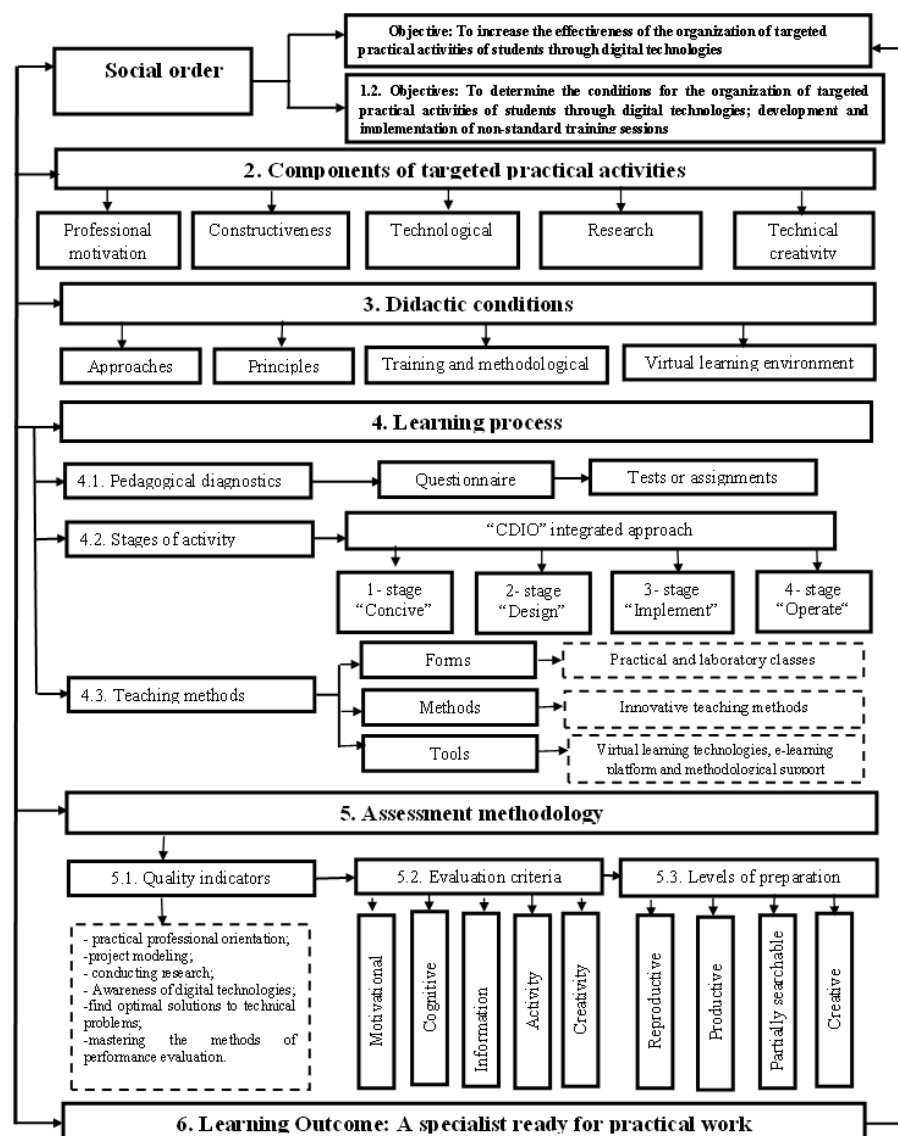 Objective: To increase the effectiveness of the organization of targeted
practical activities of students through digital technologies
Social order
1.2. Objectives: To determine the conditions for the organization of targeted
practical activities of students through digital technologies; development and
implementation of non-standard training sessions
2. Components of targeted practical activities
Professional
motivation
Constructiveness
Technological
Research
Technical
creativity
3. Didactic conditions
Approaches
Principles
Training and methodological
Virtual learning environment
4. Learning process
4.1. Pedagogical diagnostics
Questionnaire
Tests or assignments
4.2. Stages of activity
“CDIO” integrated approach
1- stage
“Concive”
2- stage
“Design”
3- stage
“Implement”
4- stage
“Operate“
Forms
Practical and laboratory classes
4.3. Teaching methods
Methods
Innovative teaching methods
Tools
Virtual learning technologies, e-learning
platform and methodological support
5. Assessment methodology
5.1. Quality indicators
5.2. Evaluation criteria
5.3. Levels of preparation
- practical professional orientation;
-project modeling;
- conducting research;
- Awareness of digital technologies;
-find optimal solutions to technical
problems;
-mastering the methods of
performance evaluation.
Motivational
Cognitive
Information
Activity
Creativity
Reproductive
Productive
Partially searchable
Creative
6. Learning Outcome: A specialist ready for practical work